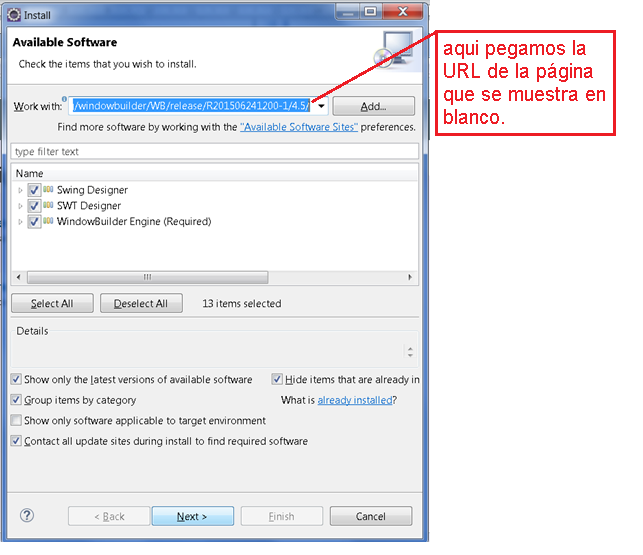 Install
Available Software
Check the items that you wish to install.
Work with: /windowbuilder/WB/release/R201506241200-1/4.5/ Add...
Find more software by working with the "Available Software Sites" preferences.
type filter text
Name
Swing Designer
SWT Designer
WindowBuilder Engine (Required)
Select All Deselect All 13 items selected
Details
Show only the latest versions of available software Hide items that are already in
Group items by category What is already installed?
Show only software applicable to target environment
Contact all update sites during install to find required software
? < Back Next > Finish Cancel
aqui pegamos la
URL de la página
que se muestra en
blanco.